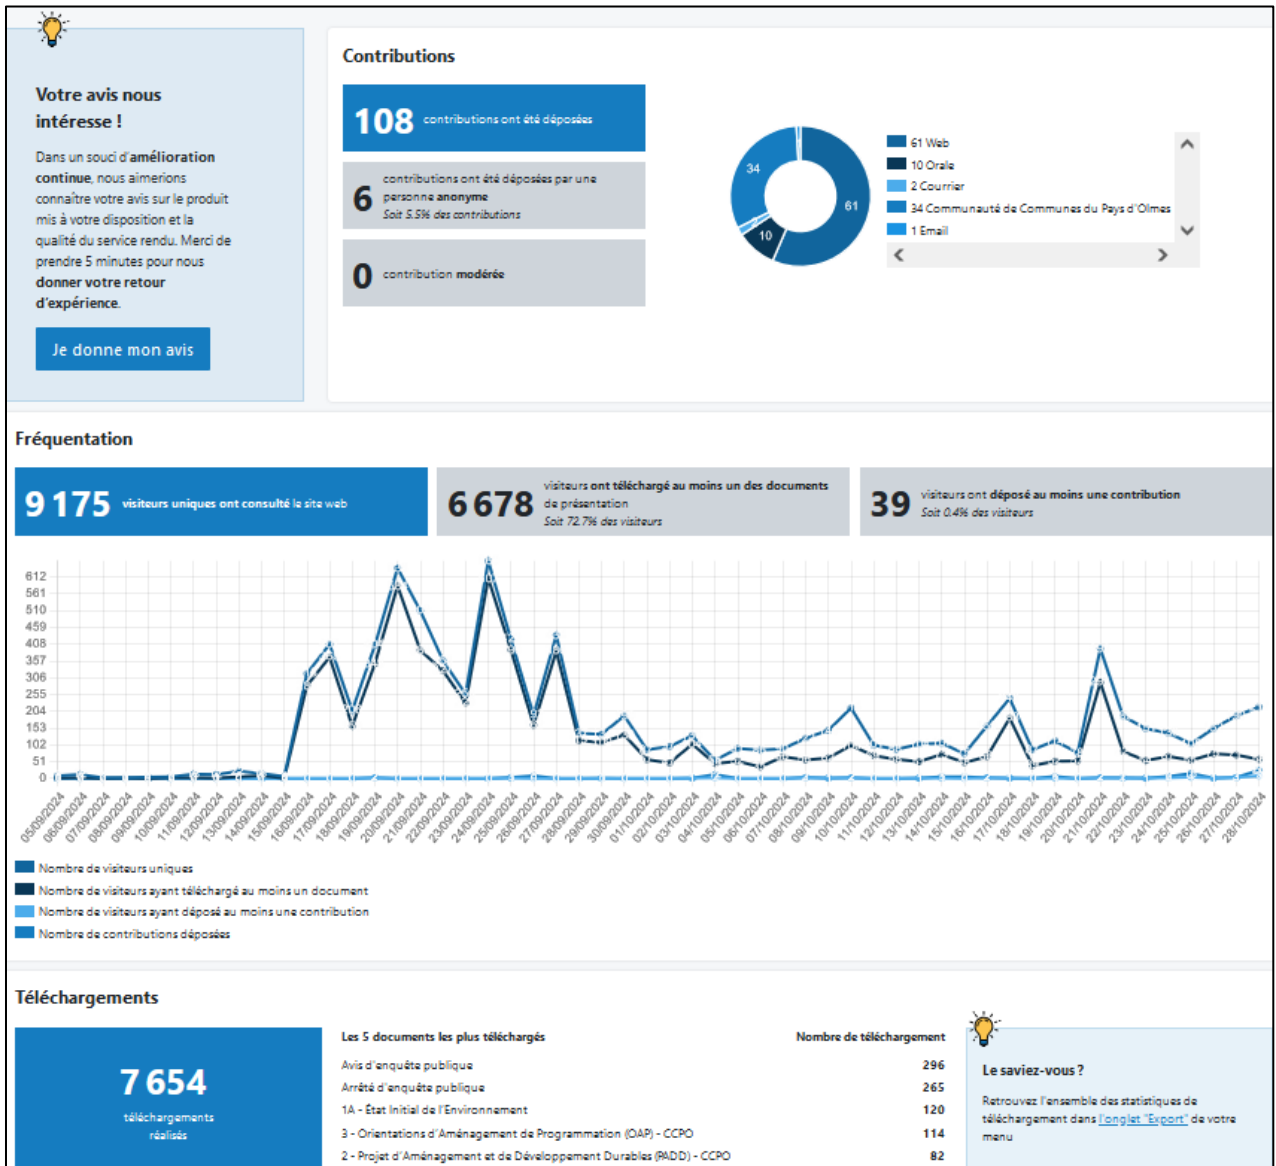 Votre avis nous
intéresse !
Dans un souci d'amélioration
continue, nous aimerions
connaître votre avis sur le produit
mis à votre disposition et la
qualité du service rendu. Merci de
prendre 5 minutes pour nous
donner votre retour
d'expérience.
Je donne mon avis
Contributions
108 contributions ont été déposées
6 contributions ont été déposées par une
personne anonyme
Soit 5.5% des contributions
0 contribution modérée
34
61
10
61 Web
10 Orale
2 Courrier
34 Communauté de Communes du Pays d'Olmes
1 Email
Fréquentation
9 175 visiteurs uniques ont consulté le site web
6 678 visiteurs ont téléchargé au moins un des documents
de présentation
Soit 72.7% des visiteurs
39 visiteurs ont déposé au moins une contribution
Soit 0.4% des visiteurs
612
561
510
459
408
357
306
255
204
153
102
51
0
05/09/2024
06/09/2024
07/09/2024
08/09/2024
09/09/2024
10/09/2024
11/09/2024
12/09/2024
13/09/2024
14/09/2024
15/09/2024
16/09/2024
17/09/2024
18/09/2024
19/09/2024
20/09/2024
21/09/2024
22/09/2024
23/09/2024
24/09/2024
25/09/2024
26/09/2024
27/09/2024
28/09/2024
29/09/2024
30/09/2024
01/10/2024
02/10/2024
03/10/2024
04/10/2024
05/10/2024
06/10/2024
07/10/2024
08/10/2024
09/10/2024
10/10/2024
11/10/2024
12/10/2024
13/10/2024
14/10/2024
15/10/2024
16/10/2024
17/10/2024
18/10/2024
19/10/2024
20/10/2024
21/10/2024
22/10/2024
23/10/2024
24/10/2024
25/10/2024
26/10/2024
27/10/2024
28/10/2024
Nombre de visiteurs uniques
Nombre de visiteurs ayant téléchargé au moins un document
Nombre de visiteurs ayant déposé au moins une contribution
Nombre de contributions déposées
Téléchargements
7 654
téléchargements
réalisés
Les 5 documents les plus téléchargés Nombre de téléchargement
Avis d'enquête publique 296
Arrêté d'enquête publique 265
1A - État Initial de l'Environnement 120
3 - Orientations d'Aménagement de Programmation (OAP) - CCPO 114
2 - Projet d'Aménagement et de Développement Durables (PADD) - CCPO 82
Le saviez-vous ?
Retrouvez l'ensemble des statistiques de
téléchargement dans l'onglet "Export" de votre
menu